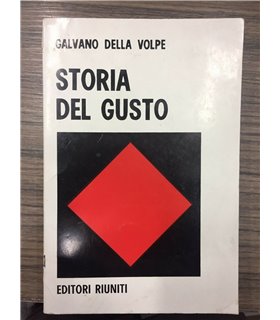 GALVANO DELLA VOLPE
STORIA
DEL GUSTO
EDITORI RIUNITI